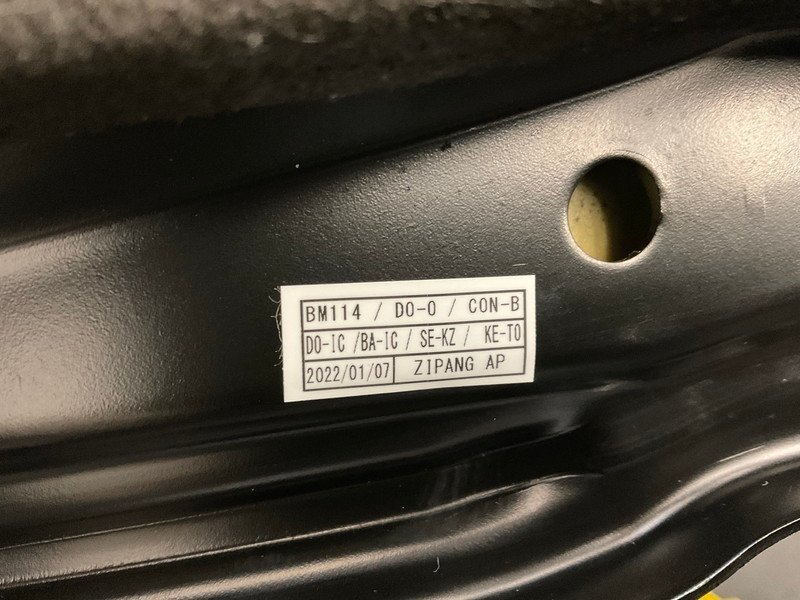 BM114 / DO-O / CON-B
DO-IC /BA-IC / SE-KZ / KE-TO
2022/01/07 ZIPANG AP